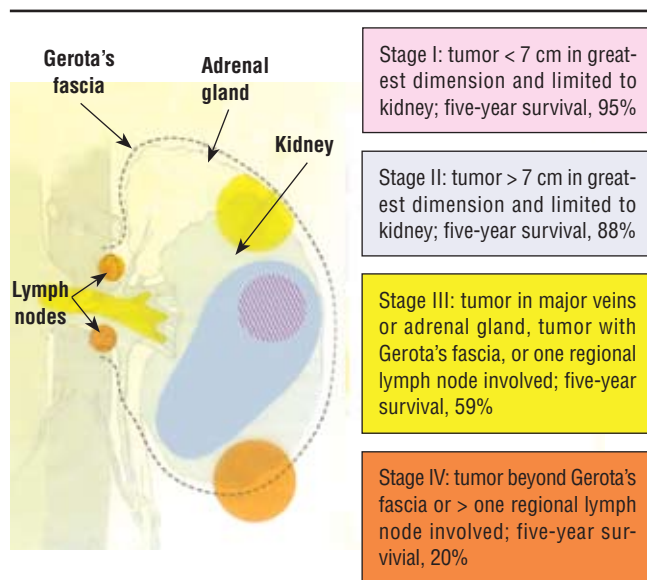 Gerota's
fascia
Adrenal
gland
Kidney
Lymph
nodes
Stage I: tumor < 7 cm in great-
est dimension and limited to
kidney; five-year survival, 95%
Stage II: tumor > 7 cm in great-
est dimension and limited to
kidney; five-year survival, 88%
Stage III: tumor in major veins
or adrenal gland, tumor with
Gerota's fascia, or one regional
lymph node involved; five-year
survival, 59%
Stage IV: tumor beyond Gerota's
fascia or > one regional lymph
node involved; five-year sur-
vivial, 20%